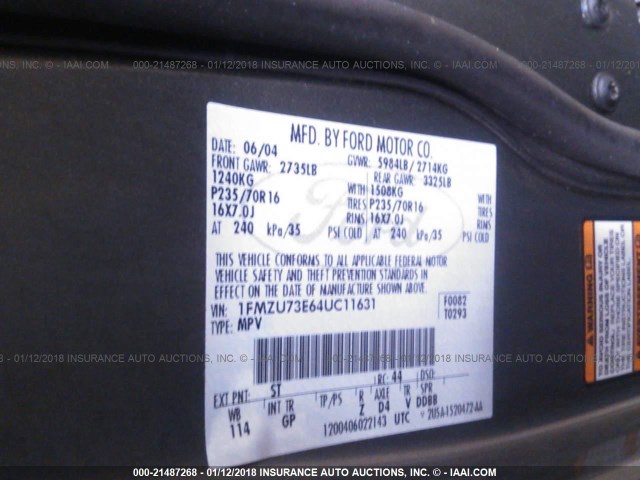 000-21487268 - 01/12/2018 INSURANCE AUTO AUCTIONS, INC. - IAAI.COM
MFD. BY FORD MOTOR CO.
DATE: 06/04 GVWR: 5984LB/ 2714KG
FRONT GAWR: 2735LB REAR GAWR: 3325LB
1240KG WITH 1508KG WITH
P235/70R16 TIRES P235/70R16 TIRES
16X7.0J RIMS 16X7.0J RIMS
AT 240 kPa/35 PSI COLD AT 240 kPa/35 PSI COLD
Ford
THIS VEHICLE CONFORMS TO ALL APPLICABLE FEDERAL MOTOR
VEHICLE SAFETY AND THEFT PREVENTION STANDARDS IN
EFFECT ON THE DATE OF MANUFACTURE SHOWN ABOVE.
VIN: 1FMZU73E64UC11631 F0082
TYPE: MPV T0293
EXT PNT: ST RC: 44 DSO:
WB INT TR TP/PS R AXLE TR SPR
114 GP Z D4 V DDBB
1200406022143 UTC 2U5A-1520472-AA
000-21487268 - 01/12/2018 INSURANCE AUTO AUCTIONS, INC. - IAAI.COM